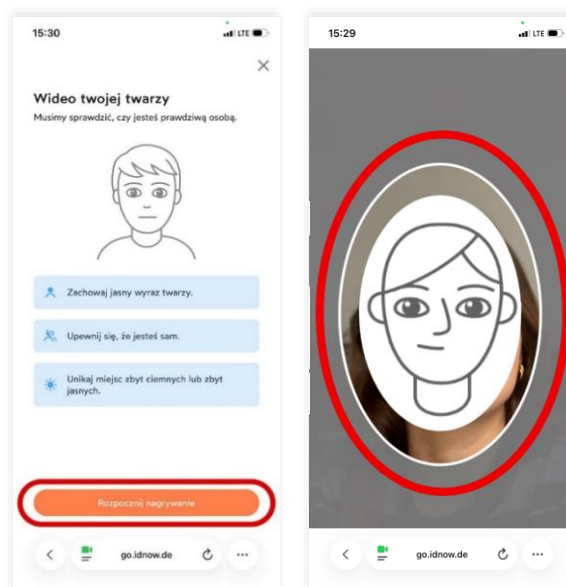 15:30
LTE
Wideo twojej twarzy
Musimy sprawdzić, czy jesteś prawdziwą osobą.
Zachowaj jasny wyraz twarzy.
Upewnij się, że jesteś sam.
Unikaj miejsc zbyt ciemnych lub zbyt
jasnych.
Rozpocznij nagrywanie
go.idnow.de
15:29
LTE
go.idnow.de